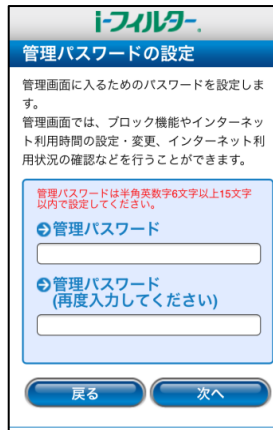 i-フィルター®
管理パスワードの設定
管理画面に入るためのパスワードを設定しま
す。
管理画面では、ブロック機能やインターネッ
ト利用時間の設定・変更、インターネット利
用状況の確認などを行うことができます。
管理パスワードは半角英数字6文字以上15文字
以内で設定してください。
管理パスワード
管理パスワード
(再度入力してください)
戻る 次へ